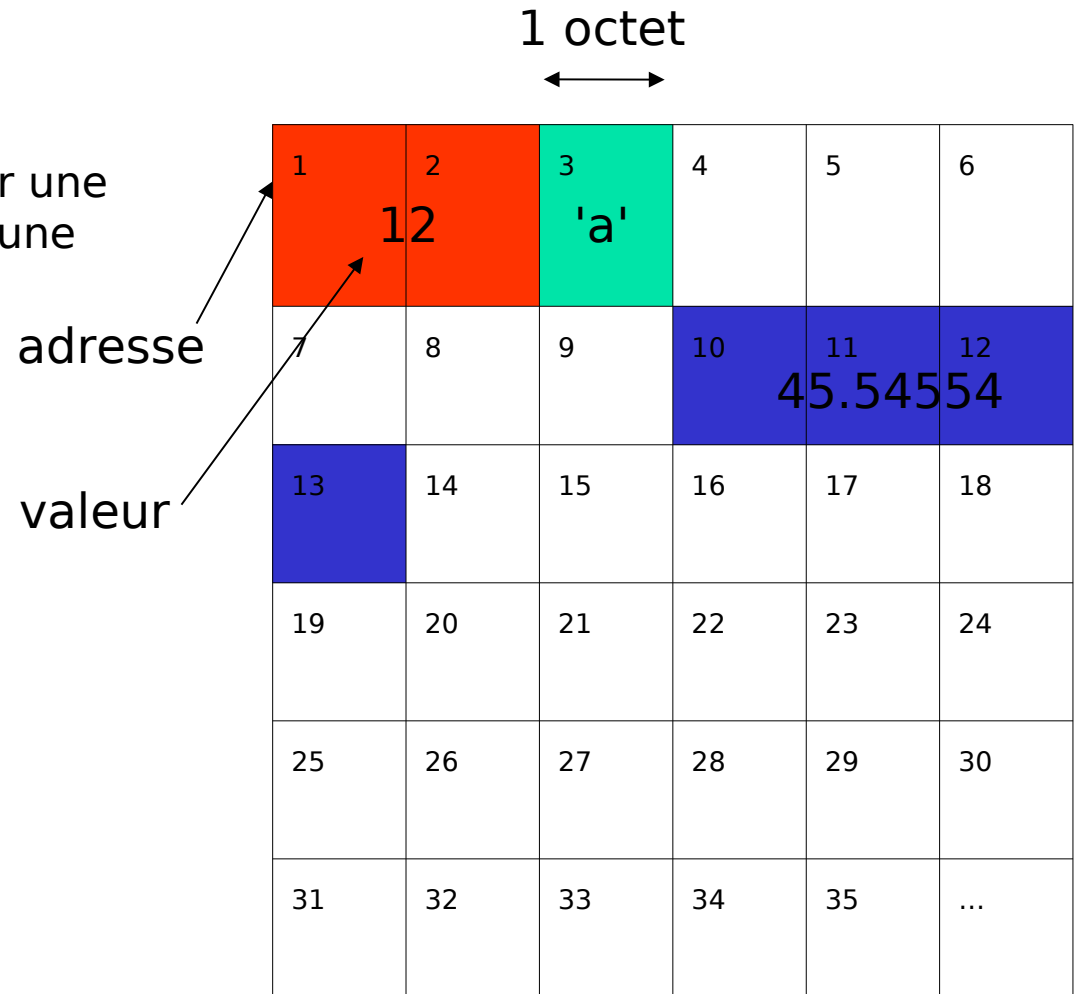 1 octet
r une
une
adresse
valeur
1 2 3 4 5 6
12 'a'
7 8 9 10 11 12
45.54554
13 14 15 16 17 18
19 20 21 22 23 24
25 26 27 28 29 30
31 32 33 34 35 ...